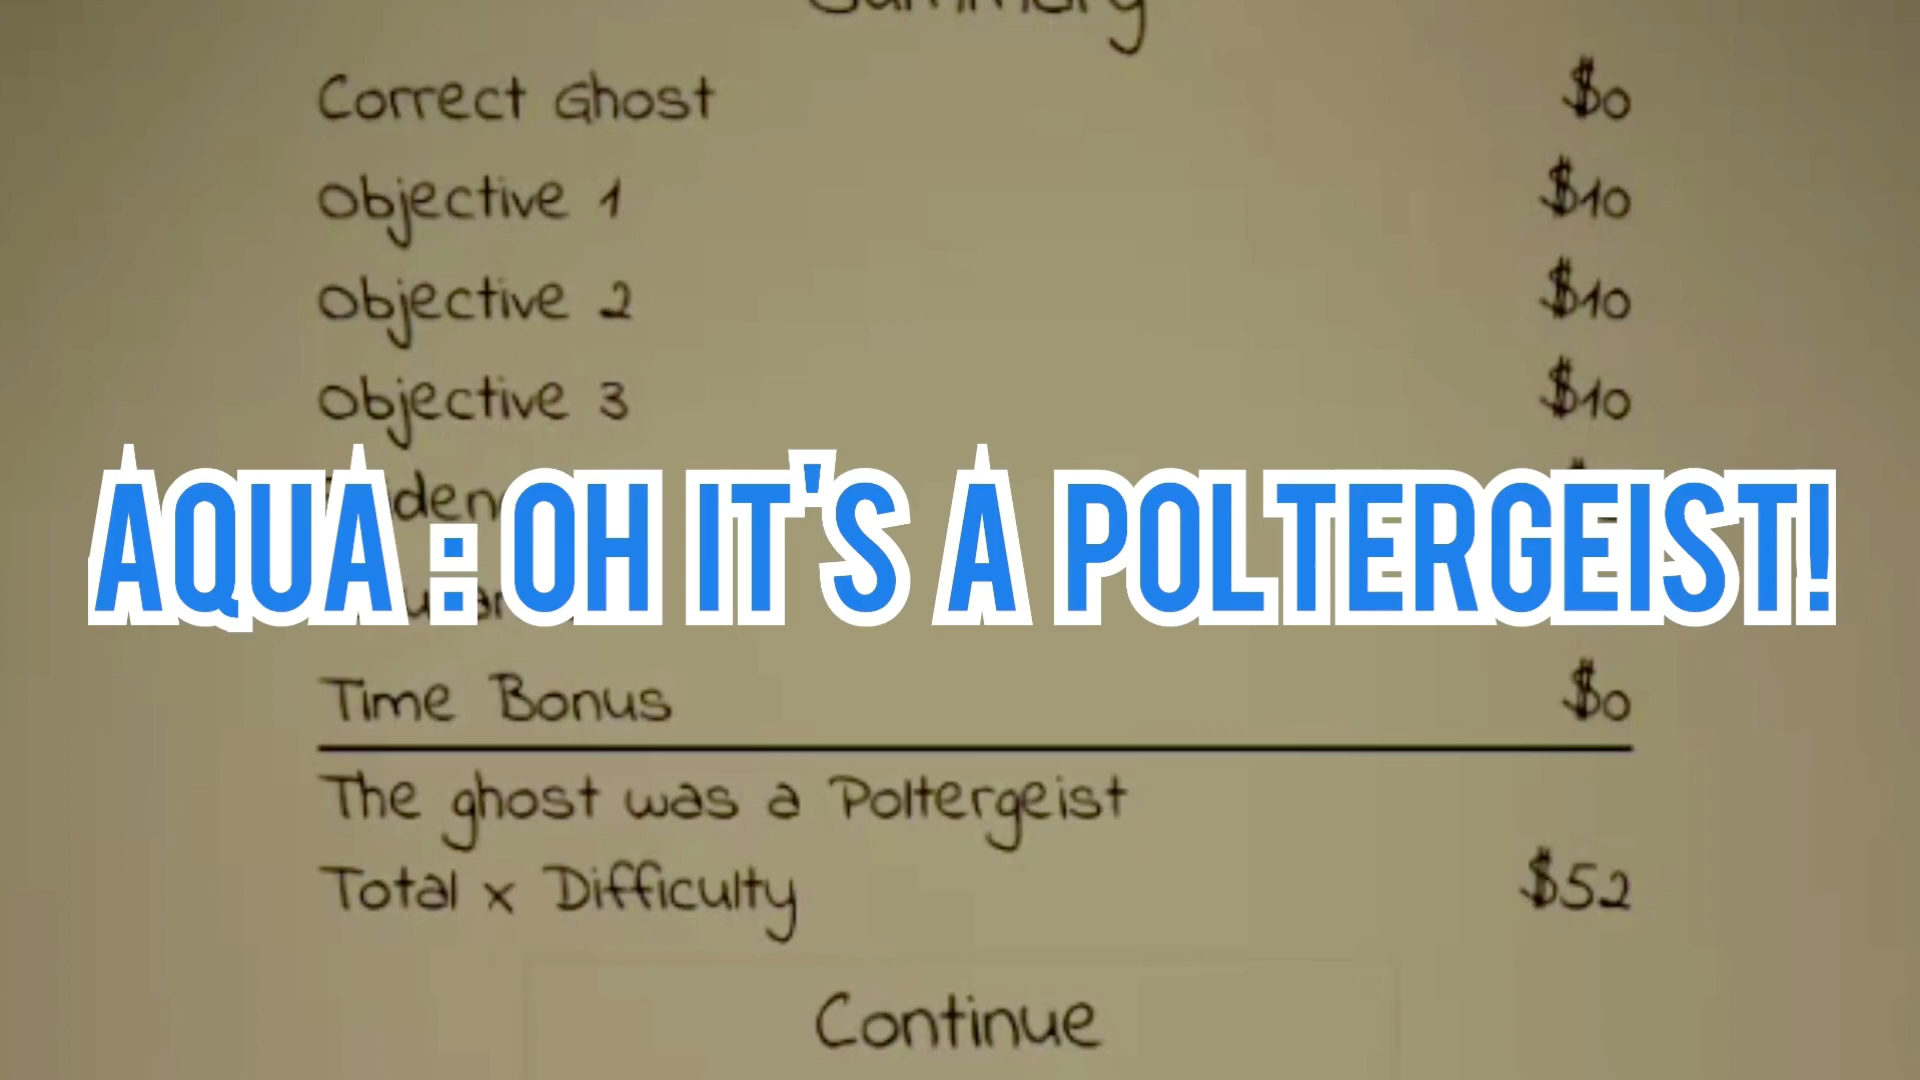 Summary
Correct Ghost $0
Objective 1 $10
Objective 2 $10
Objective 3 $10
AQUA : OH IT'S A POLTERGEIST!
Time Bonus $0
The ghost was a Poltergeist
Total x Difficulty $52
Continue